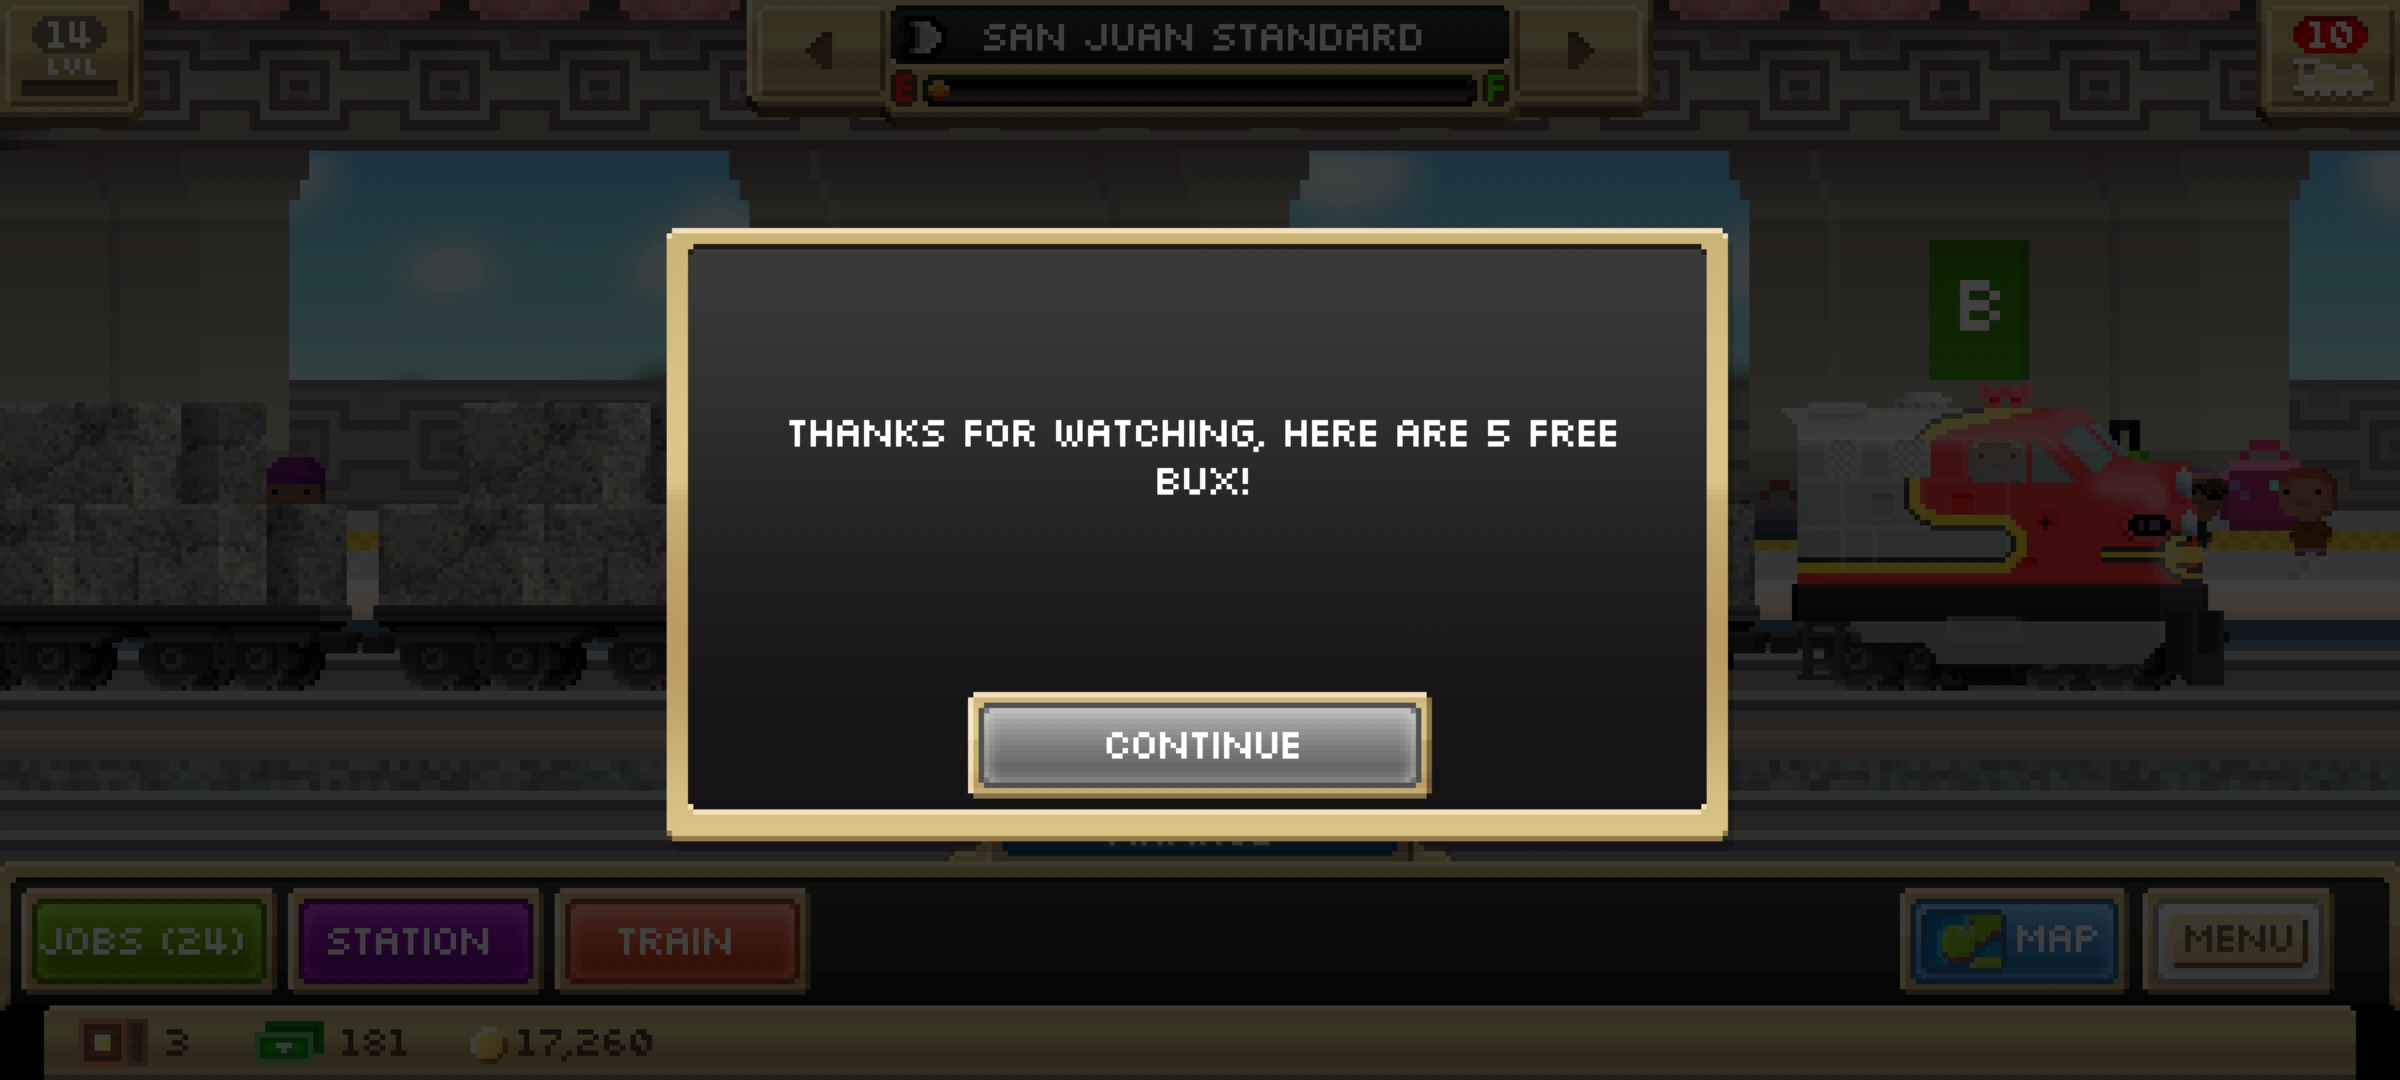 14
LVL
SAN JUAN STANDARD
E
F
10
B
THANKS FOR WATCHING, HERE ARE 5 FREE
BUX!
CONTINUE
JOBS (24)
STATION
TRAIN
MAP
MENU
3
181
17,260